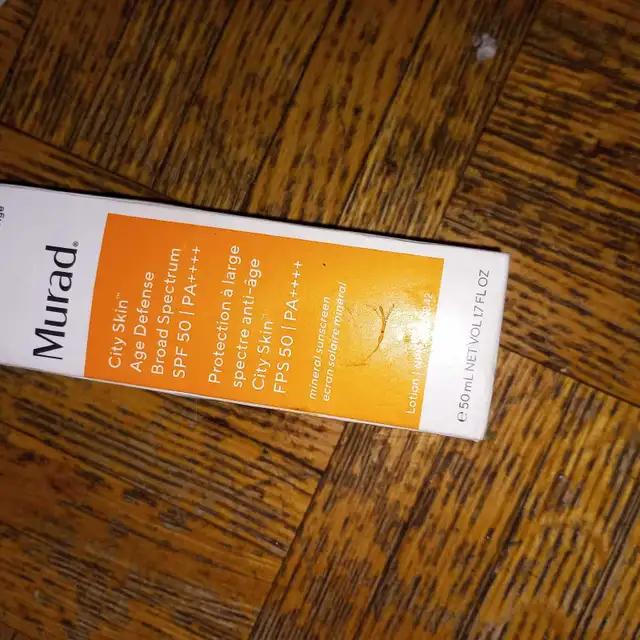 Murad®
City Skin™
Age Defense
Broad Spectrum
SPF 50 | PA++++
Protection à large
spectre anti-âge
City Skin™
FPS 50 | PA++++
mineral sunscreen
écran solaire minéral
Lotion
℮ 50 mL NET VOL 1.7 FL OZ